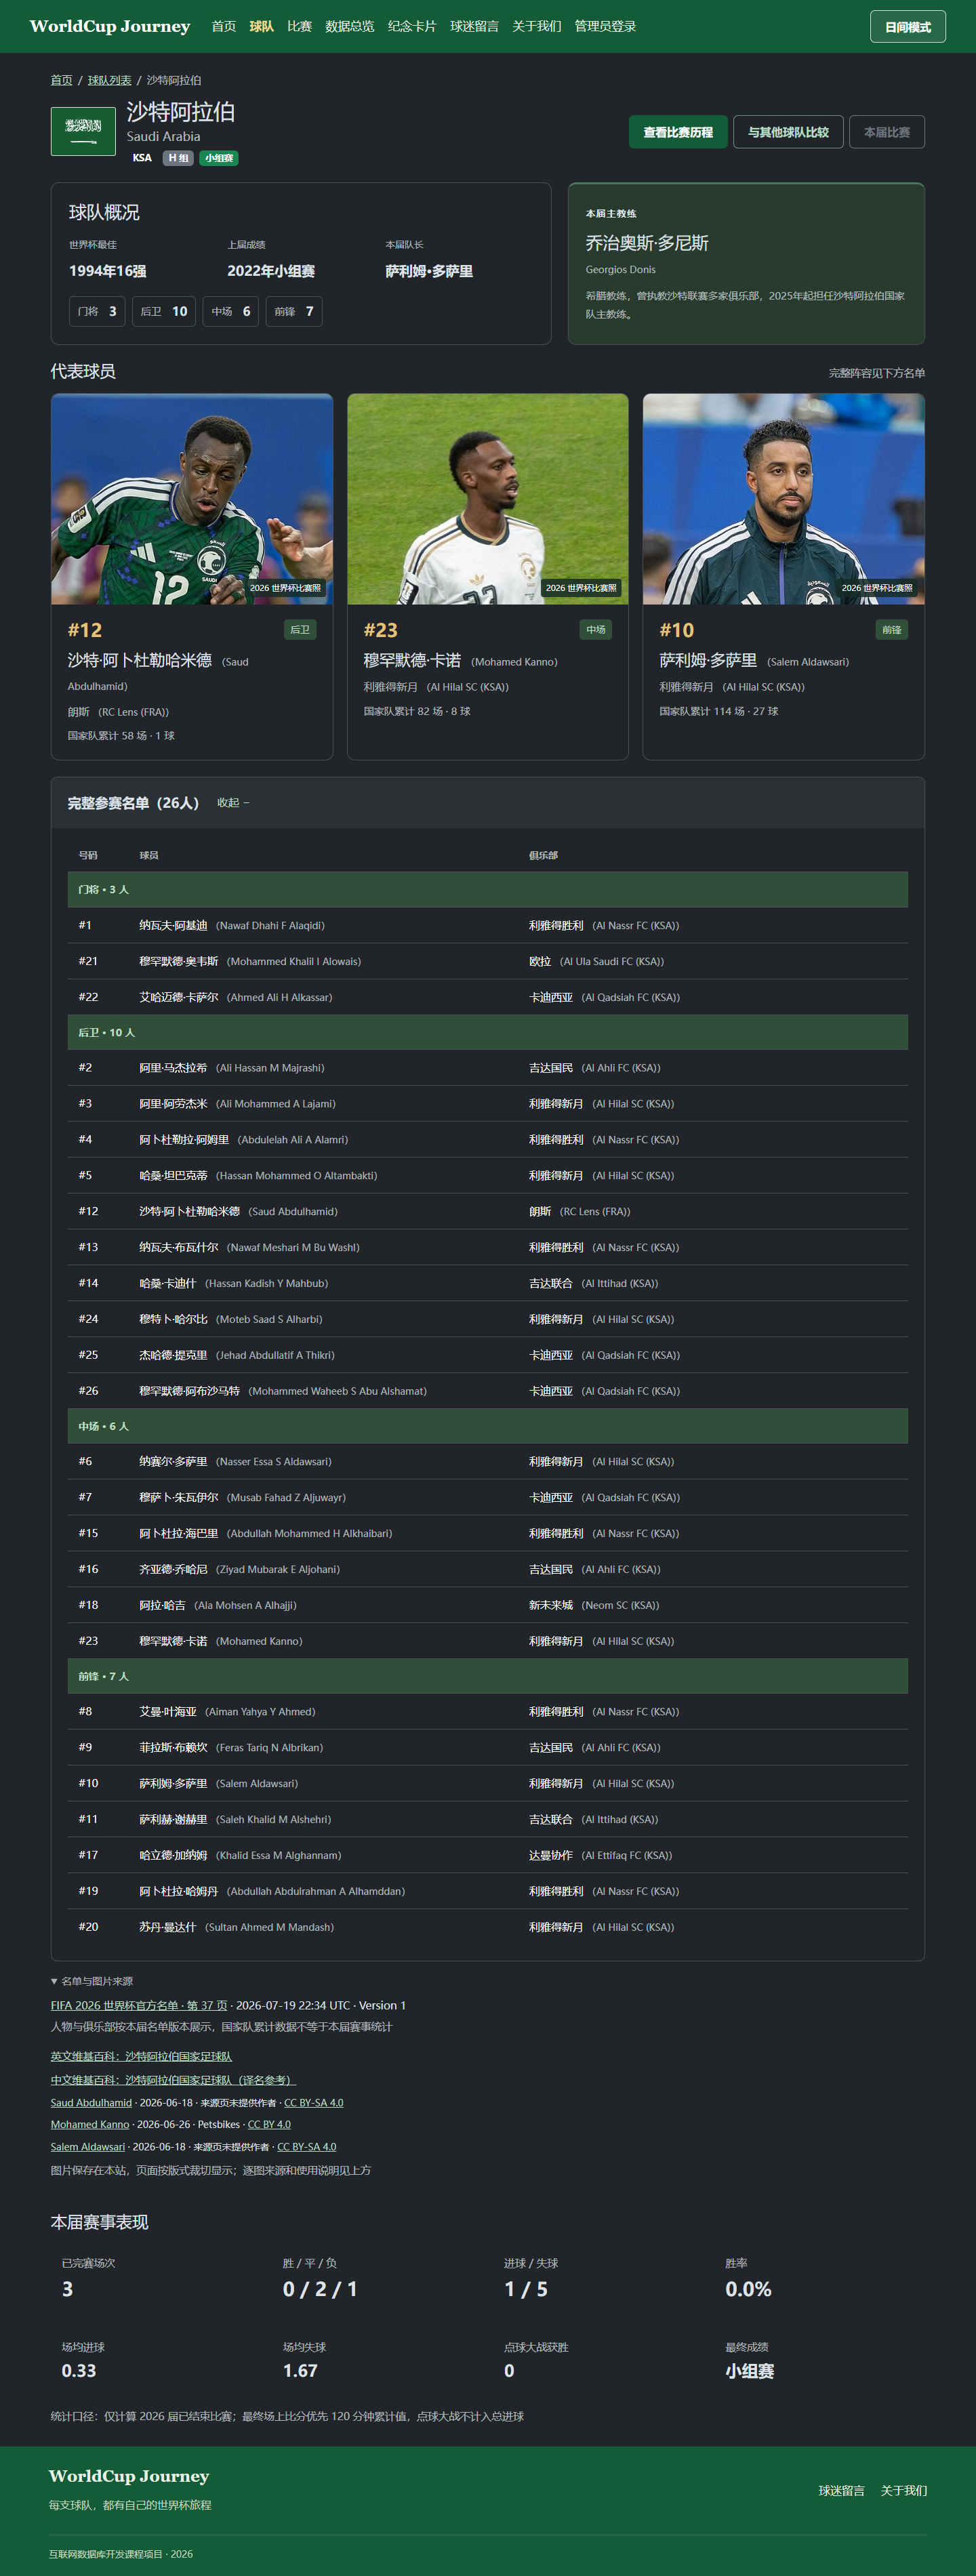 WorldCup Journey 首页 球队 比赛 数据总览 纪念卡片 球迷留言 关于我们 管理员登录 日间模式
首页 / 球队列表 / 沙特阿拉伯
沙特阿拉伯
Saudi Arabia
KSA H 组 小组赛
查看比赛历程 与其他球队比较 本届比赛
球队概况
世界杯最佳 上届成绩 本届队长
1994年16强 2022年小组赛 萨利姆·多萨里
门将 3 后卫 10 中场 6 前锋 7
本届主教练
乔治奥斯·多尼斯
Georgios Donis
希腊教练，曾执教沙特联赛多家俱乐部，2025年起担任沙特阿拉伯国家
队主教练。
代表球员 完整阵容见下方名单
12
SAUDI
2026 世界杯比赛照
2026 世界杯比赛照
2026 世界杯比赛照
#12 后卫
沙特·阿卜杜勒哈米德 （Saud
Abdulhamid）
朗斯 （RC Lens (FRA)）
国家队累计 58 场 · 1 球
#23 中场
穆罕默德·卡诺 （Mohamed Kanno）
利雅得新月 （Al Hilal SC (KSA)）
国家队累计 82 场 · 8 球
#10 前锋
萨利姆·多萨里 （Salem Aldawsari）
利雅得新月 （Al Hilal SC (KSA)）
国家队累计 114 场 · 27 球
完整参赛名单（26人） 收起 −
号码 球员 俱乐部
门将 • 3 人
#1 纳瓦夫·阿基迪 （Nawaf Dhahi F Alaqidi） 利雅得胜利 （Al Nassr FC (KSA)）
#21 穆罕默德·奥韦斯 （Mohammed Khalil I Alowais） 欧拉 （Al Ula Saudi FC (KSA)）
#22 艾哈迈德·卡萨尔 （Ahmed Ali H Alkassar） 卡迪西亚 （Al Qadsiah FC (KSA)）
后卫 • 10 人
#2 阿里·马杰拉希 （Ali Hassan M Majrashi） 吉达国民 （Al Ahli FC (KSA)）
#3 阿里·阿劳杰米 （Ali Mohammed A Lajami） 利雅得新月 （Al Hilal SC (KSA)）
#4 阿卜杜勒拉·阿姆里 （Abdulelah Ali A Alamri） 利雅得胜利 （Al Nassr FC (KSA)）
#5 哈桑·坦巴克蒂 （Hassan Mohammed O Altambakti） 利雅得新月 （Al Hilal SC (KSA)）
#12 沙特·阿卜杜勒哈米德 （Saud Abdulhamid） 朗斯 （RC Lens (FRA)）
#13 纳瓦夫·布瓦什尔 （Nawaf Meshari M Bu Washl） 利雅得胜利 （Al Nassr FC (KSA)）
#14 哈桑·卡迪什 （Hassan Kadish Y Mahbub） 吉达联合 （Al Ittihad (KSA)）
#24 穆特卜·哈尔比 （Moteb Saad S Alharbi） 利雅得新月 （Al Hilal SC (KSA)）
#25 杰哈德·提克里 （Jehad Abdullatif A Thikri） 卡迪西亚 （Al Qadsiah FC (KSA)）
#26 穆罕默德·阿布沙马特 （Mohammed Waheeb S Abu Alshamat） 卡迪西亚 （Al Qadsiah FC (KSA)）
中场 • 6 人
#6 纳赛尔·多萨里 （Nasser Essa S Aldawsari） 利雅得新月 （Al Hilal SC (KSA)）
#7 穆萨卜·朱瓦伊尔 （Musab Fahad Z Aljuwayr） 卡迪西亚 （Al Qadsiah FC (KSA)）
#15 阿卜杜拉·海巴里 （Abdullah Mohammed H Alkhaibari） 利雅得胜利 （Al Nassr FC (KSA)）
#16 齐亚德·乔哈尼 （Ziyad Mubarak E Aljohani） 吉达国民 （Al Ahli FC (KSA)）
#18 阿拉·哈吉 （Ala Mohsen A Alhajji） 新未来城 （Neom SC (KSA)）
#23 穆罕默德·卡诺 （Mohamed Kanno） 利雅得新月 （Al Hilal SC (KSA)）
前锋 • 7 人
#8 艾曼·叶海亚 （Aiman Yahya Y Ahmed） 利雅得胜利 （Al Nassr FC (KSA)）
#9 菲拉斯·布赖坎 （Feras Tariq N Albrikan） 吉达国民 （Al Ahli FC (KSA)）
#10 萨利姆·多萨里 （Salem Aldawsari） 利雅得新月 （Al Hilal SC (KSA)）
#11 萨利赫·谢赫里 （Saleh Khalid M Alshehri） 吉达联合 （Al Ittihad (KSA)）
#17 哈立德·加纳姆 （Khalid Essa M Alghannam） 达曼协作 （Al Ettifaq FC (KSA)）
#19 阿卜杜拉·哈姆丹 （Abdullah Abdulrahman A Alhamddan） 利雅得胜利 （Al Nassr FC (KSA)）
#20 苏丹·曼达什 （Sultan Ahmed M Mandash） 利雅得新月 （Al Hilal SC (KSA)）
▼ 名单与图片来源
FIFA 2026 世界杯官方名单 · 第 37 页 · 2026-07-19 22:34 UTC · Version 1
人物与俱乐部按本届名单版本展示，国家队累计数据不等于本届赛事统计
英文维基百科：沙特阿拉伯国家足球队
中文维基百科：沙特阿拉伯国家足球队（译名参考）
Saud Abdulhamid · 2026-06-18 · 来源页未提供作者 · CC BY-SA 4.0
Mohamed Kanno · 2026-06-26 · Petsbikes · CC BY 4.0
Salem Aldawsari · 2026-06-18 · 来源页未提供作者 · CC BY-SA 4.0
图片保存在本站，页面按版式裁切显示；逐图来源和使用说明见上方
本届赛事表现
已完赛场次 胜 / 平 / 负 进球 / 失球 胜率
3 0 / 2 / 1 1 / 5 0.0%
场均进球 场均失球 点球大战获胜 最终成绩
0.33 1.67 0 小组赛
统计口径：仅计算 2026 届已结束比赛；最终场上比分优先 120 分钟累计值，点球大战不计入总进球
WorldCup Journey
每支球队，都有自己的世界杯旅程
球迷留言 关于我们
互联网数据库开发课程项目 · 2026